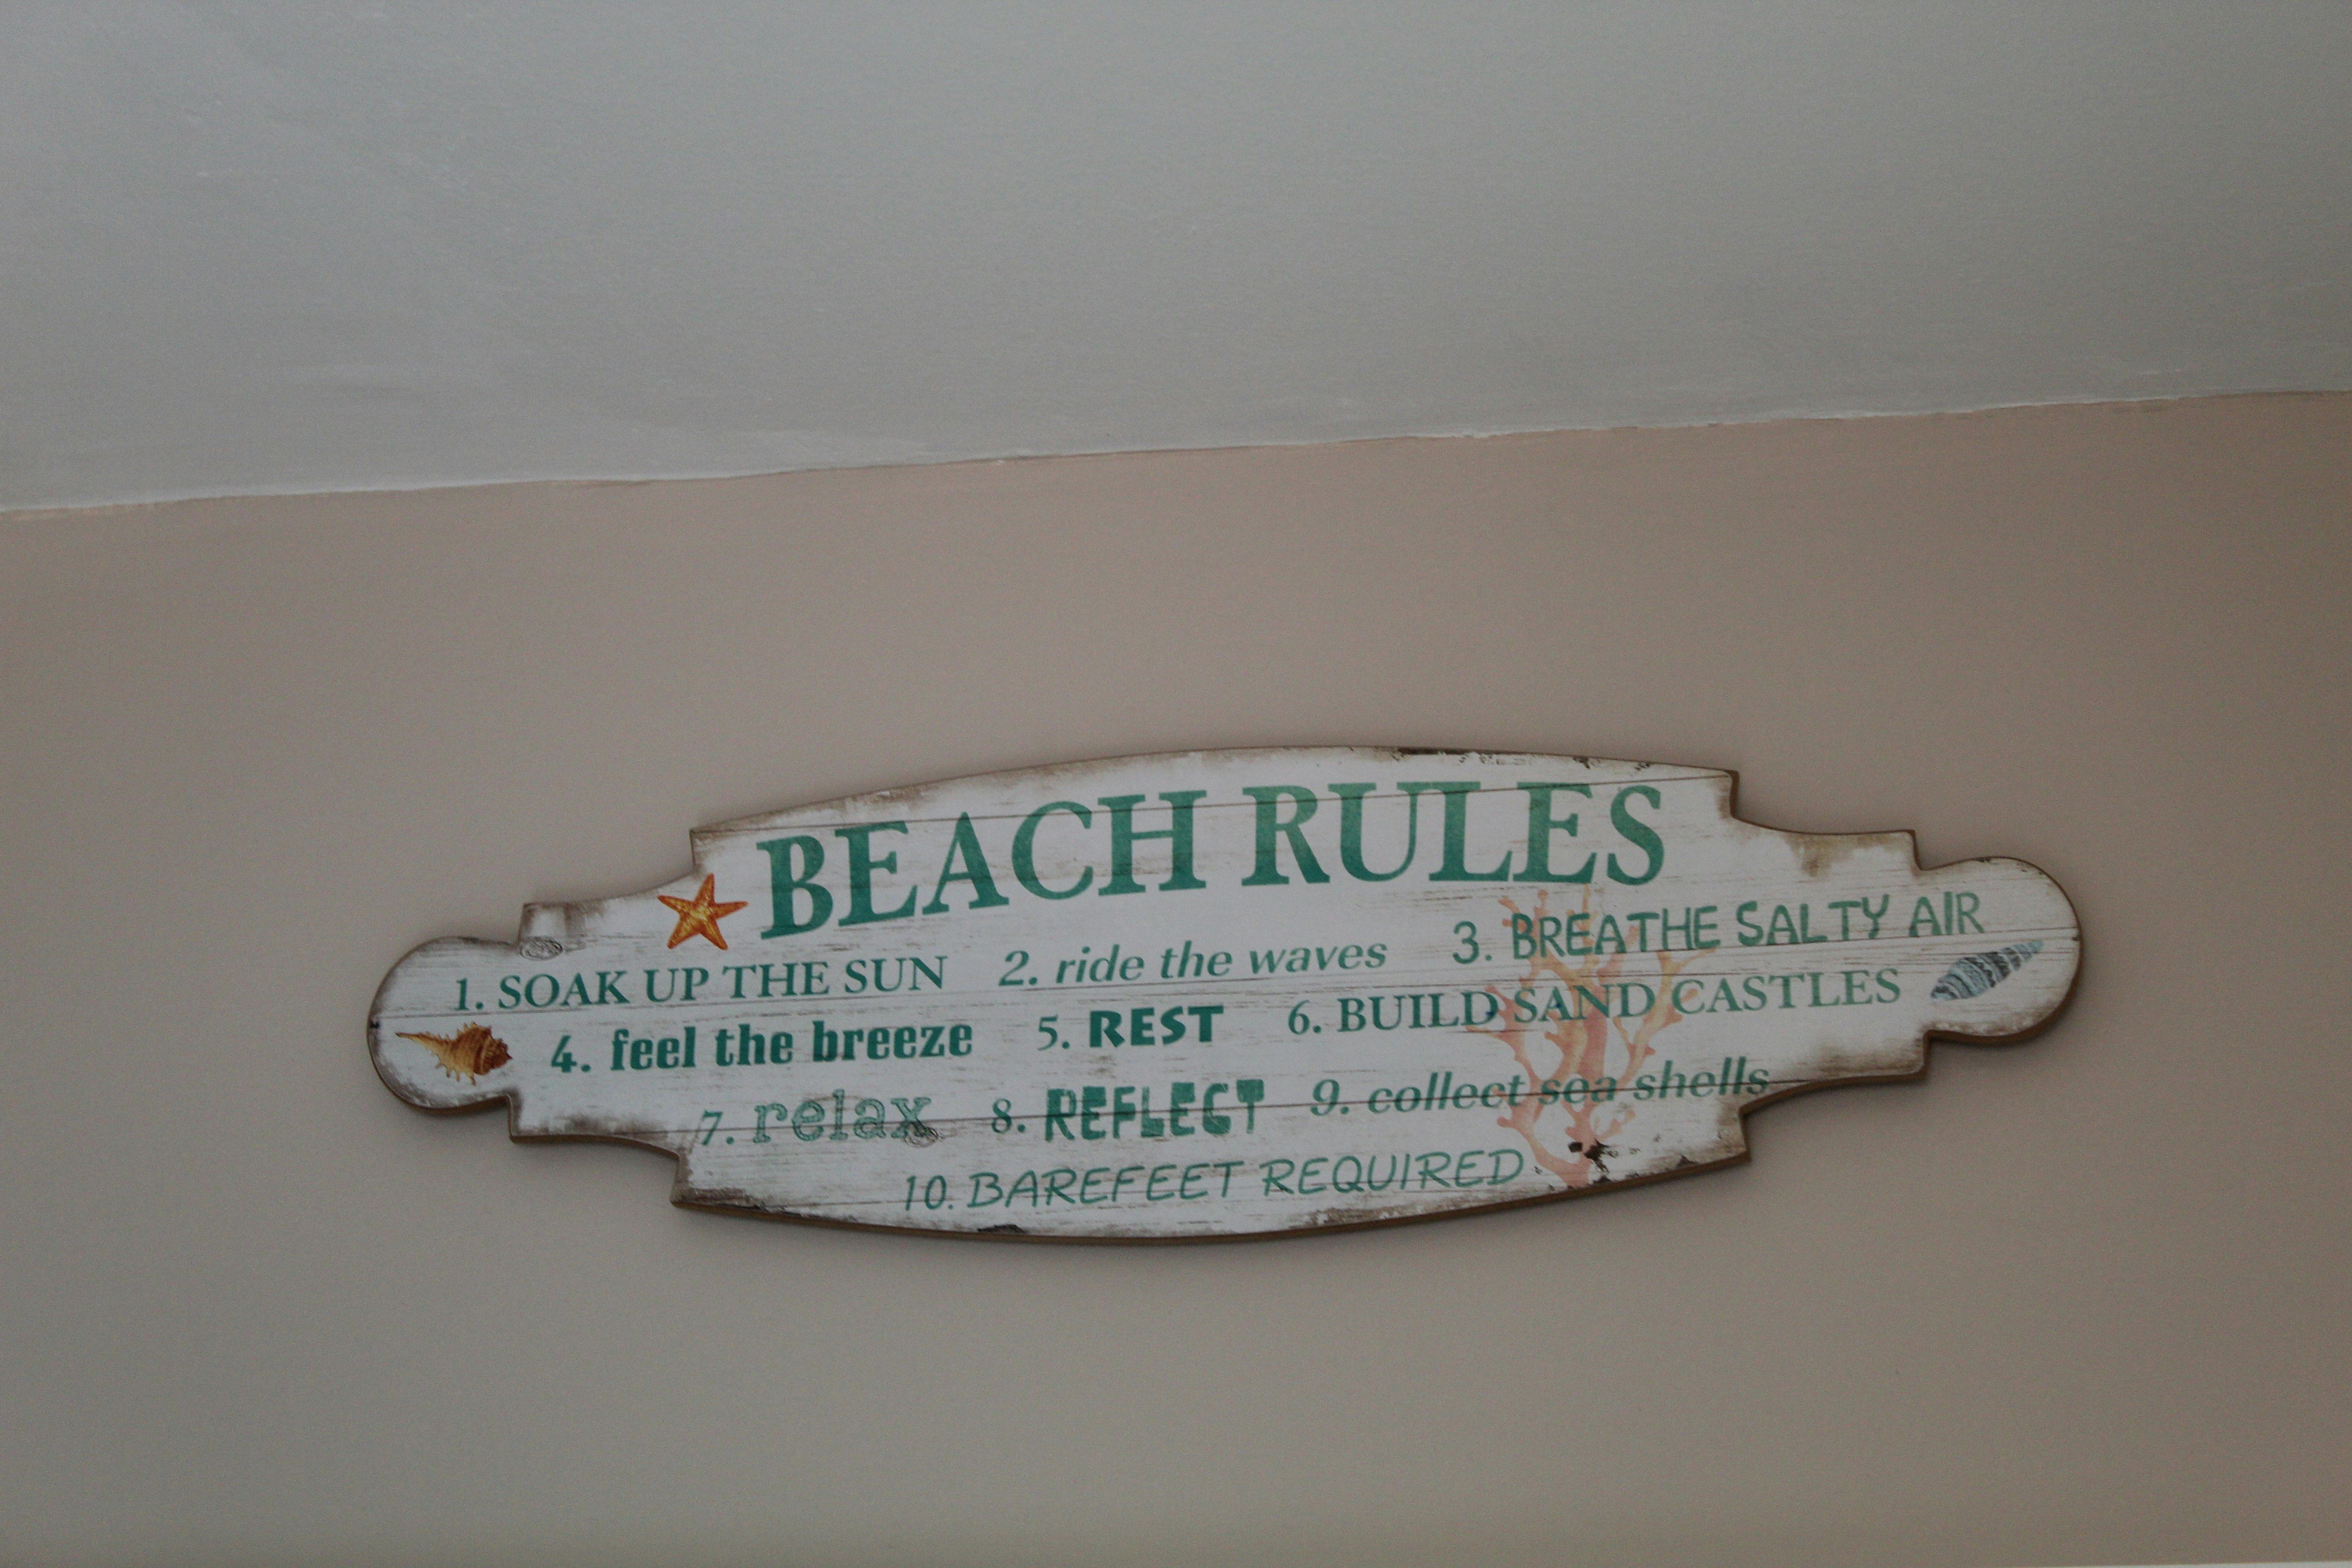 BEACH RULES
1. SOAK UP THE SUN 2. ride the waves 3. BREATHE SALTY AIR
4. feel the breeze 5. REST 6. BUILD SAND CASTLES
7. relax 8. REFLECT 9. collect sea shells
10. BAREFEET REQUIRED